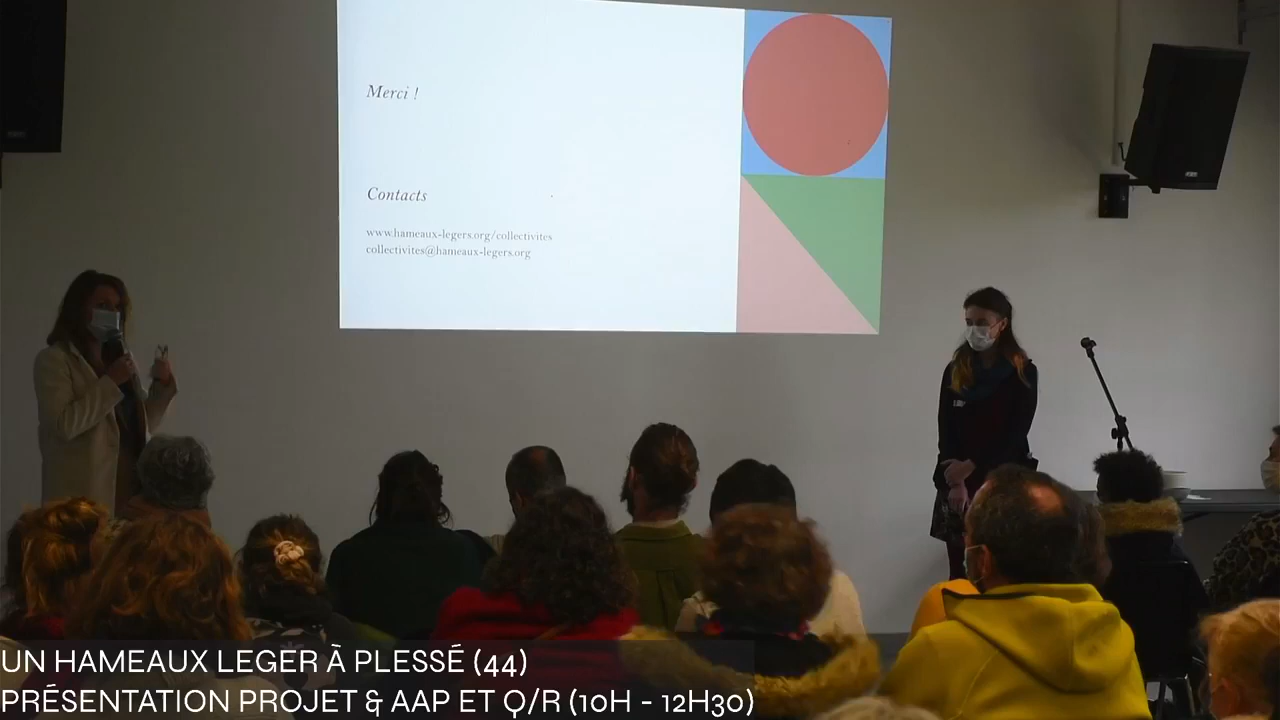 Merci !
Contacts
www.hameaux-legers.org/collectivites
collectivites@hameaux-legers.org
UN HAMEAUX LEGER À PLESSÉ (44)
PRÉSENTATION PROJET & AAP ET Q/R (10H - 12H30)